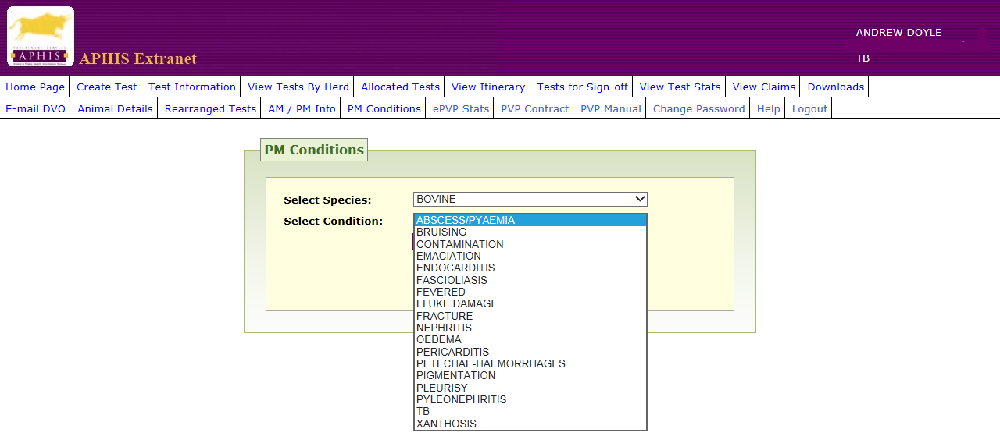 ANDREW DOYLE
APHIS
APHIS Extranet
TB
Home Page Create Test Test Information View Tests By Herd Allocated Tests View Itinerary Tests for Sign-off View Test Stats View Claims Downloads
E-mail DVO Animal Details Rearranged Tests AM / PM Info PM Conditions ePVP Stats PVP Contract PVP Manual Change Password Help Logout
PM Conditions
Select Species: BOVINE
Select Condition: ABSCESS/PYAEMIA
BRUISING
CONTAMINATION
EMACIATION
ENDOCARDITIS
FASCIOLIASIS
FEVERED
FLUKE DAMAGE
FRACTURE
NEPHRITIS
OEDEMA
PERICARDITIS
PETECHAE-HAEMORRHAGES
PIGMENTATION
PLEURISY
PYLEONEPHRITIS
TB
XANTHOSIS